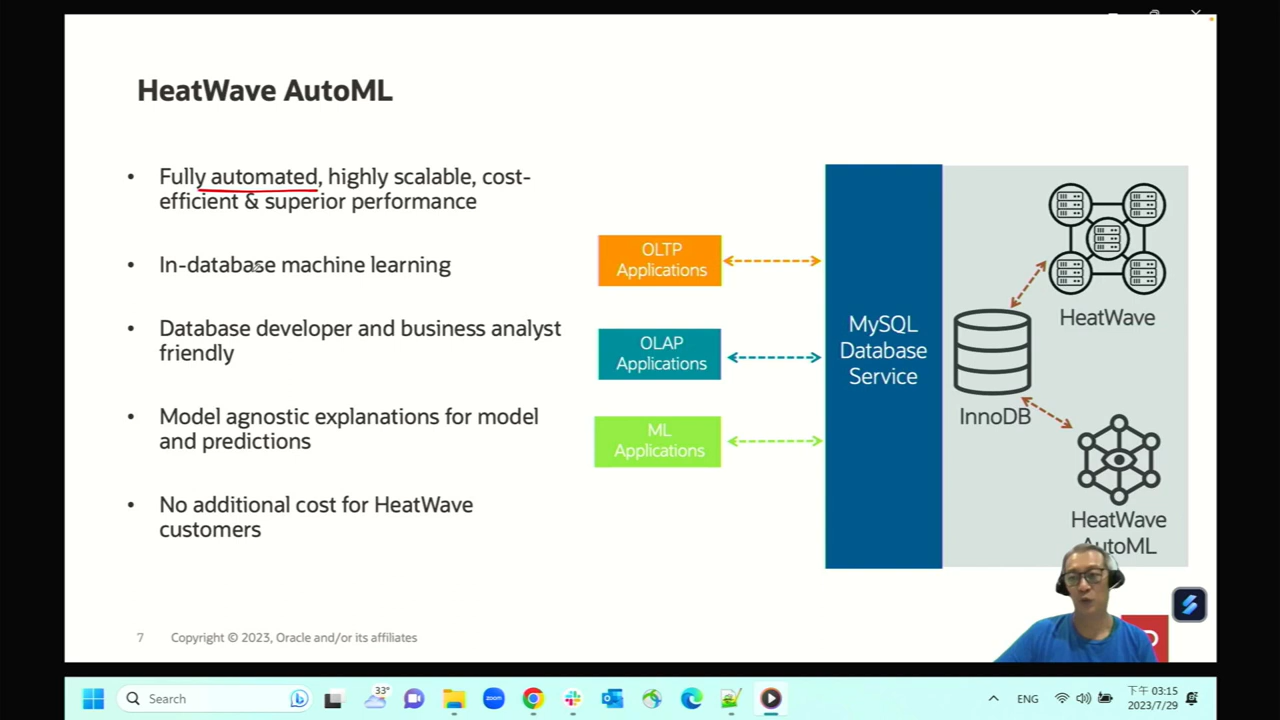 HeatWave AutoML
• Fully automated, highly scalable, cost-
efficient & superior performance
• In-database machine learning
• Database developer and business analyst
friendly
• Model agnostic explanations for model
and predictions
• No additional cost for HeatWave
customers
OLTP
Applications
OLAP
Applications
ML
Applications
MySQL
Database
Service
HeatWave
InnoDB
HeatWave
AutoML
7 Copyright © 2023, Oracle and/or its affiliates
Search
33°
zoom
ENG
下午 03:15
2023/7/29